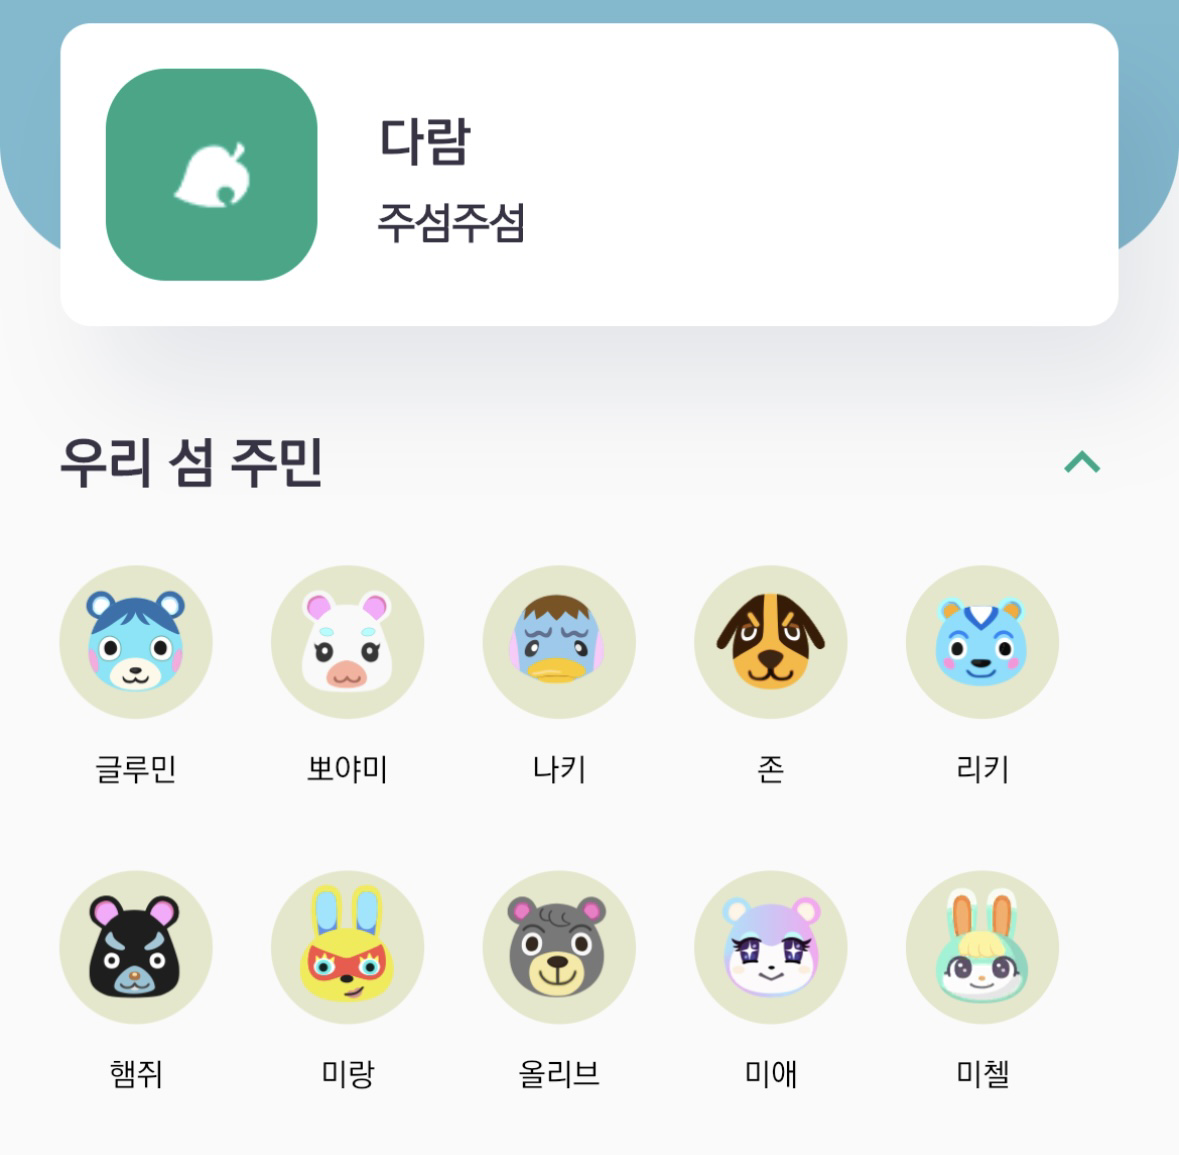 다람
주섬주섬
우리 섬 주민
글루민 뽀야미 나키 존 리키
햄쥐 미랑 올리브 미애 미첼